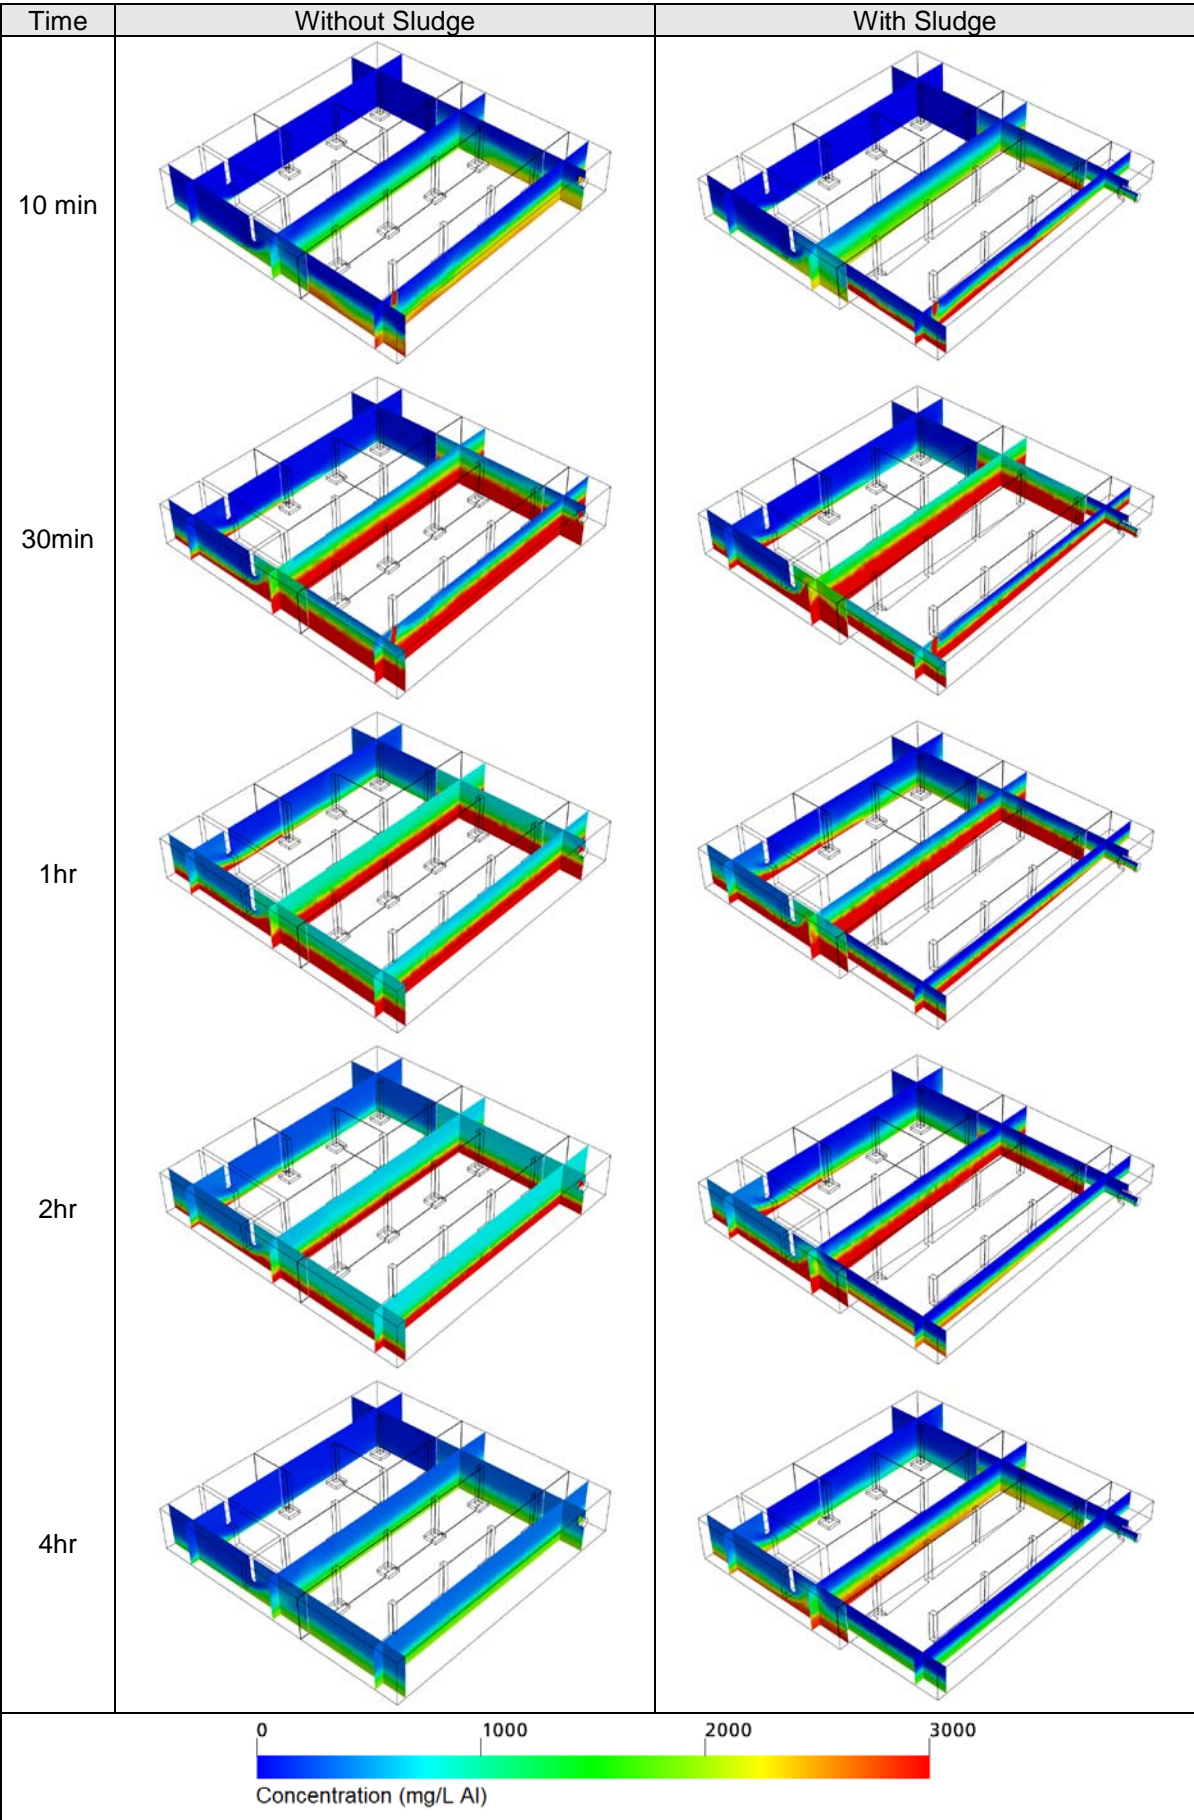 Time Without Sludge With Sludge
10 min
30min
1hr
2hr
4hr
0 1000 2000 3000
Concentration (mg/L Al)